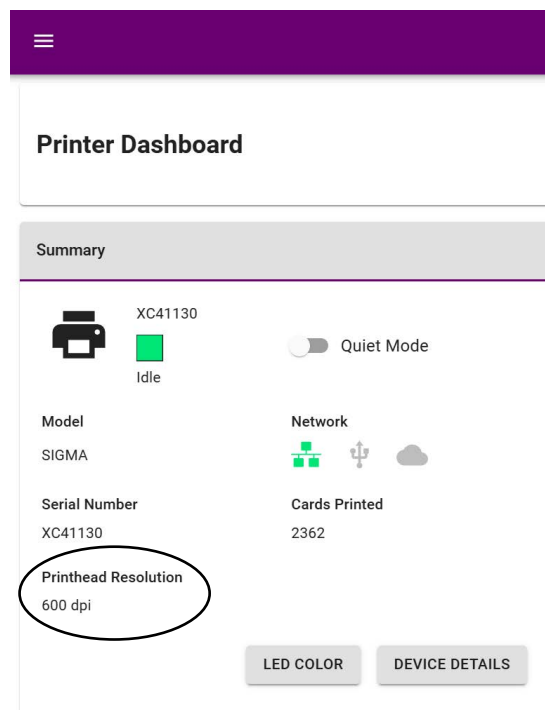 Printer Dashboard
Summary
XC41130
Idle
Quiet Mode
Model
SIGMA
Network
Serial Number
XC41130
Cards Printed
2362
Printhead Resolution
600 dpi
LED COLOR
DEVICE DETAILS